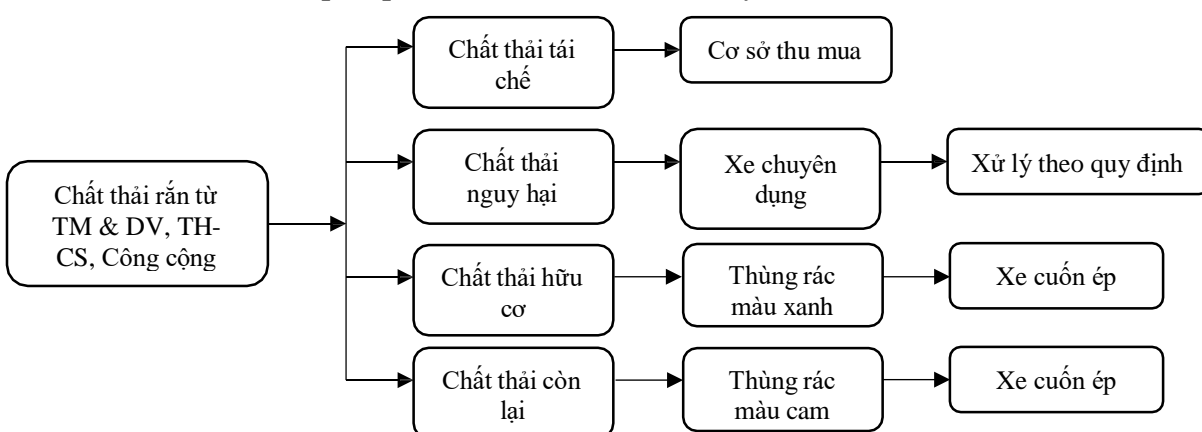 Chất thải tái
chế
Cơ sở thu mua
Chất thải
nguy hại
Xe chuyên
dụng
Xử lý theo quy định
Chất thải rắn từ
TM & DV, TH-
CS, Công cộng
Chất thải hữu
cơ
Thùng rác
màu xanh
Xe cuốn ép
Chất thải còn
lại
Thùng rác
màu cam
Xe cuốn ép